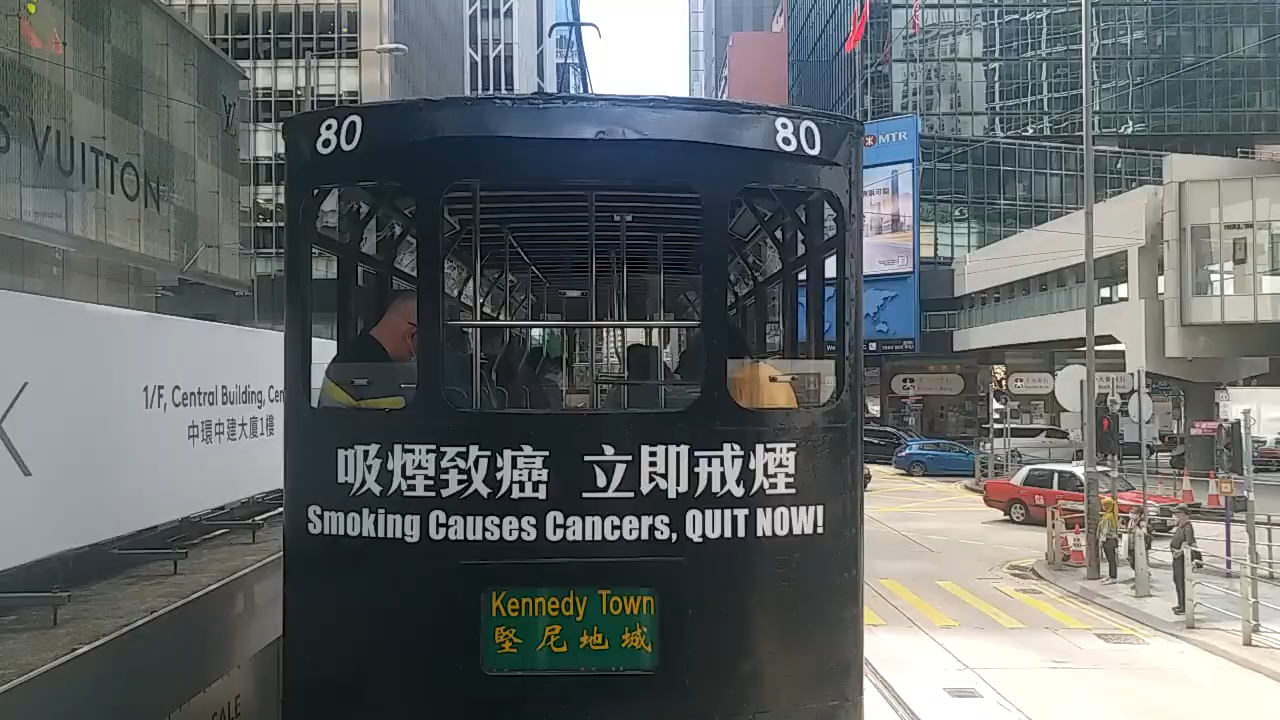 80
80
VUITTON
LV
MTR
1/F, Central Building, Cen
中環中建大廈1樓
吸煙致癌 立即戒煙
Smoking Causes Cancers, QUIT NOW!
Kennedy Town
堅尼地城